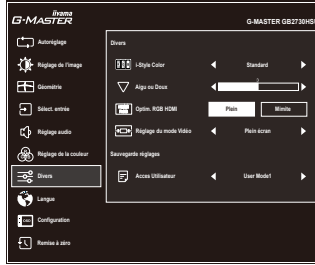 iiyama
G-MASTER
G-MASTER GB2730HSU
Autoréglage
Divers
Réglage de l'image
i-Style Color
Standard
Géométrie
Aigu ou Doux
Sélect. entrée
Optim. RGB HDMI
Plein
Wimite
Réglage audio
Réglage du mode Vidéo
Plein écran
Réglage de la couleur
Sauvegarde réglages
Divers
Acces Utilisateur
User Mode1
Langue
OSD
Configuration
Remise à zéro